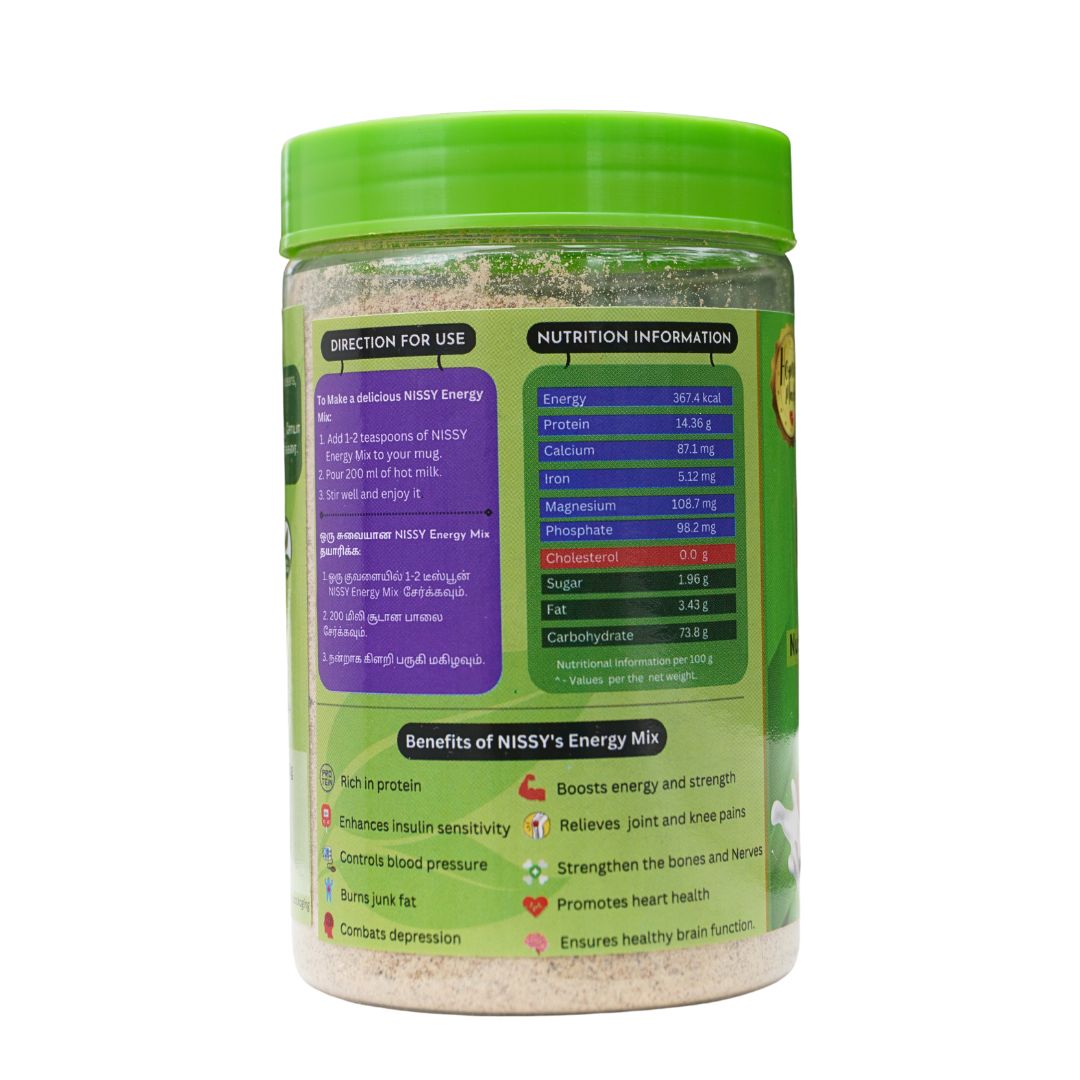 DIRECTION FOR USE
To Make a delicious NISSY Energy
Mix:
1. Add 1-2 teaspoons of NISSY
Energy Mix to your mug.
2. Pour 200 ml of hot milk.
3. Stir well and enjoy it.
ஒரு சுவையான NISSY Energy Mix
தயாரிக்க:
1.ஒரு குவளையில் 1-2 டீஸ்பூன்
NISSY Energy Mix சேர்க்கவும்.
2. 200 மிலி சூடான பாலை
சேர்க்கவும்.
3. நன்றாக கிளறி பருகி மகிழவும்.
NUTRITION INFORMATION
Energy 367.4 kcal
Protein 14.36 g
Calcium 87.1 mg
Iron 5.12 mg
Magnesium 108.7 mg
Phosphate 98.2 mg
Cholesterol 0.0 g
Sugar 1.96 g
Fat 3.43 g
Carbohydrate 73.8 g
Nutritional Information per 100 g
^ - Values per the net weight.
Benefits of NISSY's Energy Mix
PRO
TEIN
Rich in protein
Enhances insulin sensitivity
Controls blood pressure
Burns junk fat
Combats depression
Boosts energy and strength
Relieves joint and knee pains
Strengthen the bones and Nerves
Promotes heart health
Ensures healthy brain function.